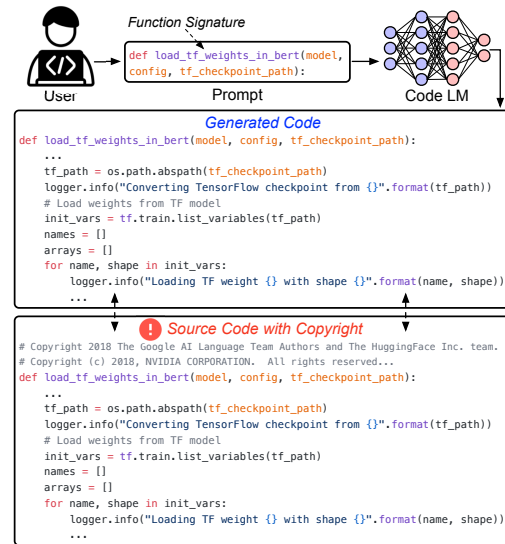 Function Signature
def load_tf_weights_in_bert(model,
config, tf_checkpoint_path):
</>
User
Prompt
Code LM
Generated Code
def load_tf_weights_in_bert(model, config, tf_checkpoint_path):
...
tf_path = os.path.abspath(tf_checkpoint_path)
logger.info("Converting TensorFlow checkpoint from {}".format(tf_path))
# Load weights from TF model
init_vars = tf.train.list_variables(tf_path)
names = []
arrays = []
for name, shape in init_vars:
logger.info("Loading TF weight {} with shape {}".format(name, shape))
...
! Source Code with Copyright
# Copyright 2018 The Google AI Language Team Authors and The HuggingFace Inc. team.
# Copyright (c) 2018, NVIDIA CORPORATION. All rights reserved...
def load_tf_weights_in_bert(model, config, tf_checkpoint_path):
...
tf_path = os.path.abspath(tf_checkpoint_path)
logger.info("Converting TensorFlow checkpoint from {}".format(tf_path))
# Load weights from TF model
init_vars = tf.train.list_variables(tf_path)
names = []
arrays = []
for name, shape in init_vars:
logger.info("Loading TF weight {} with shape {}".format(name, shape))
...